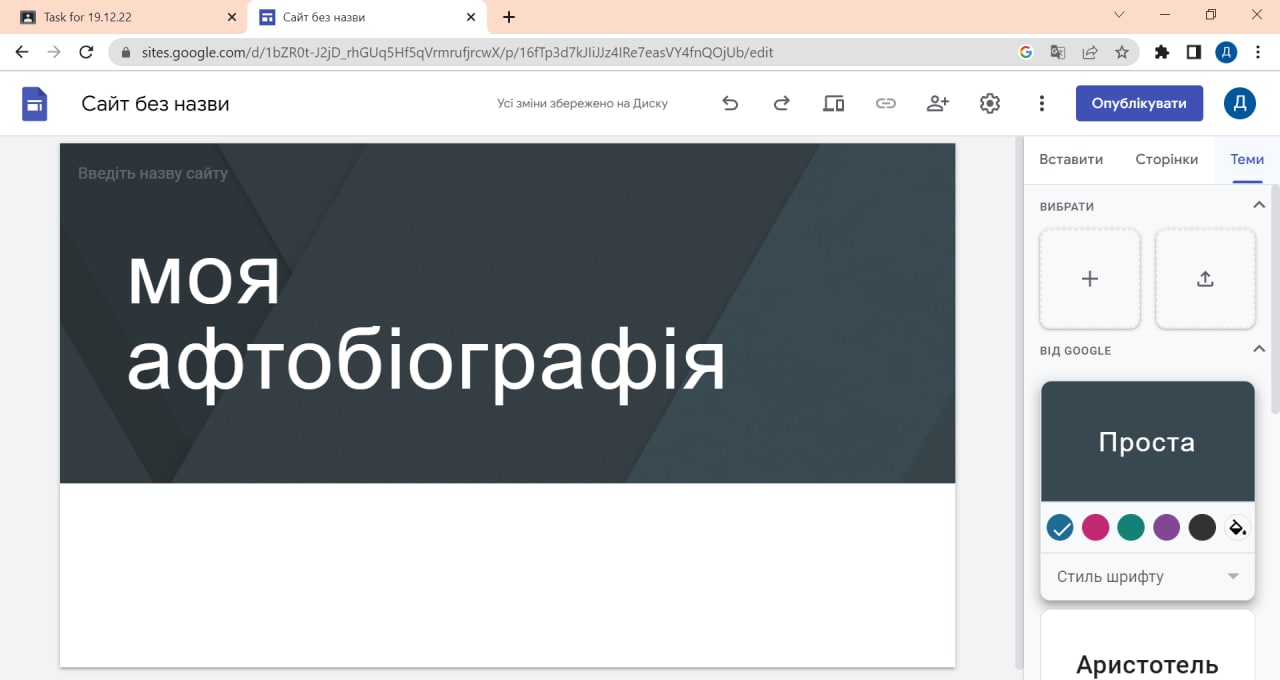 Task for 19.12.22
Сайт без назви
sites.google.com/d/1bZR0t-J2jD_rhGUq5Hf5qVrmrufjrcwX/p/16fTp3d7kJIiJJz4IRe7easVY4fnQOjUb/edit
Д
Сайт без назви
Усі зміни збережено на Диску
Опублікувати
Д
Введіть назву сайту
моя
афтобіографія
Вставити
Сторінки
Теми
ВИБРАТИ
ВІД GOOGLE
Проста
Стиль шрифту
Аристотель